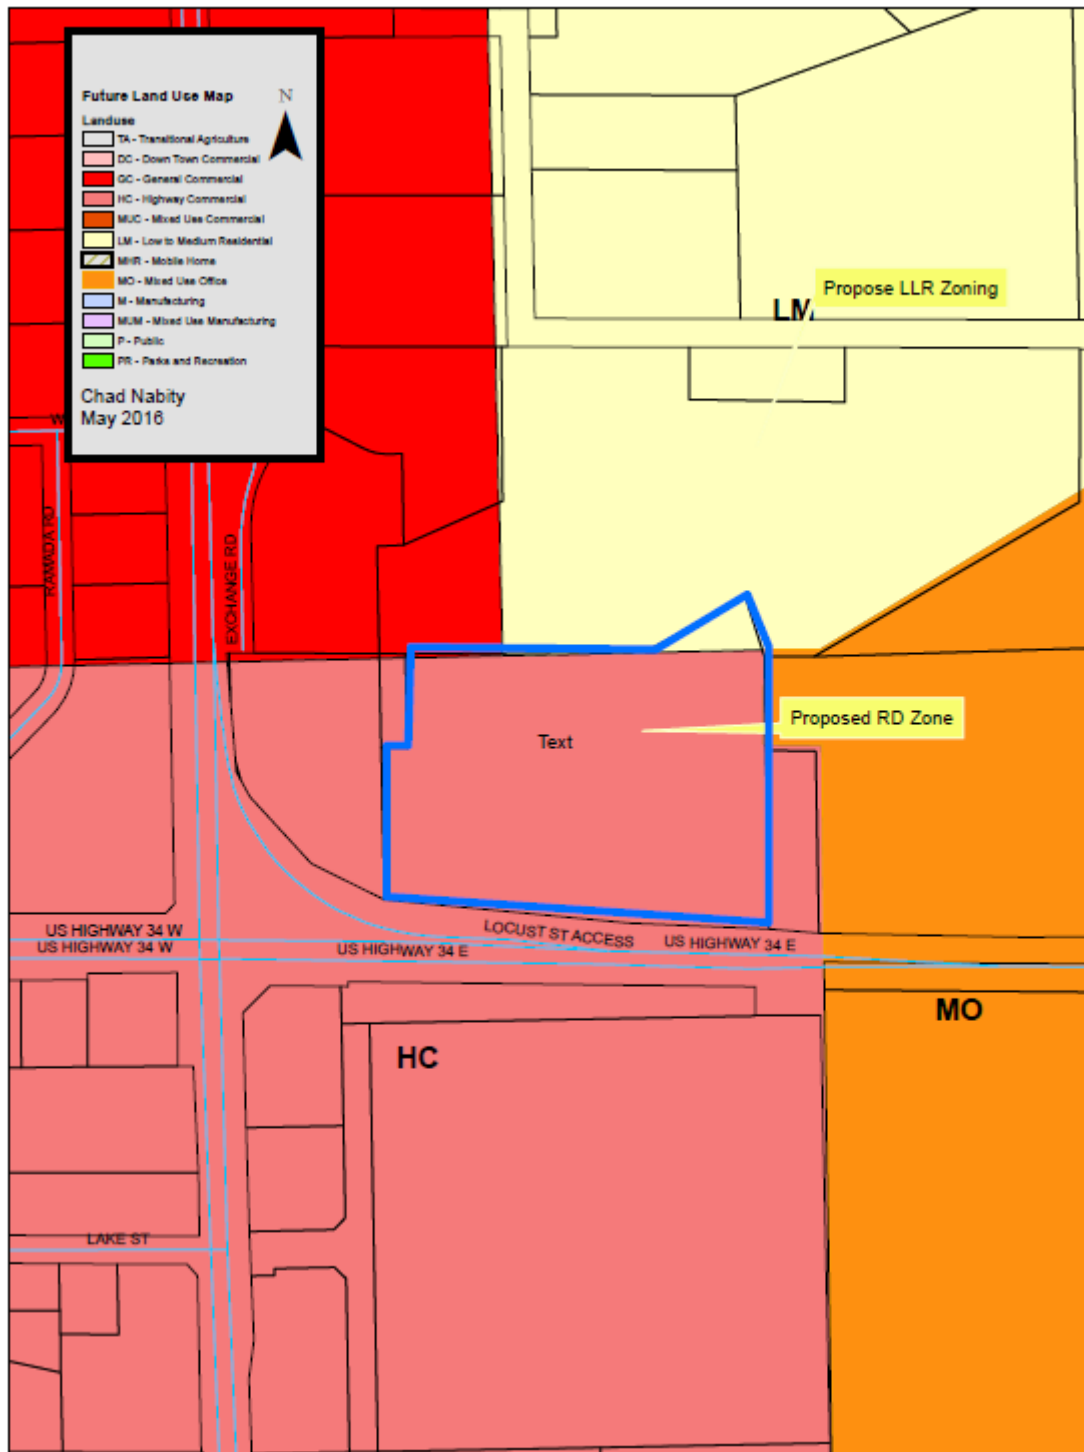 Future Land Use Map
N
Landuse
TA - Transitional Agriculture
DC - Down Town Commercial
GC - General Commercial
HC - Highway Commercial
MUC - Mixed Use Commercial
LM - Low to Medium Residential
MHR - Mobile Home
MO - Mixed Use Office
M - Manufacturing
MUM - Mixed Use Manufacturing
P - Public
PR - Parks and Recreation
Chad Nabity
May 2016
Propose LLR Zoning
LM
RAMADA RD
EXCHANGE RD
Proposed RD Zone
Text
US HIGHWAY 34 W
US HIGHWAY 34 W
US HIGHWAY 34 E
LOCUST ST ACCESS
US HIGHWAY 34 E
MO
HC
LAKE ST